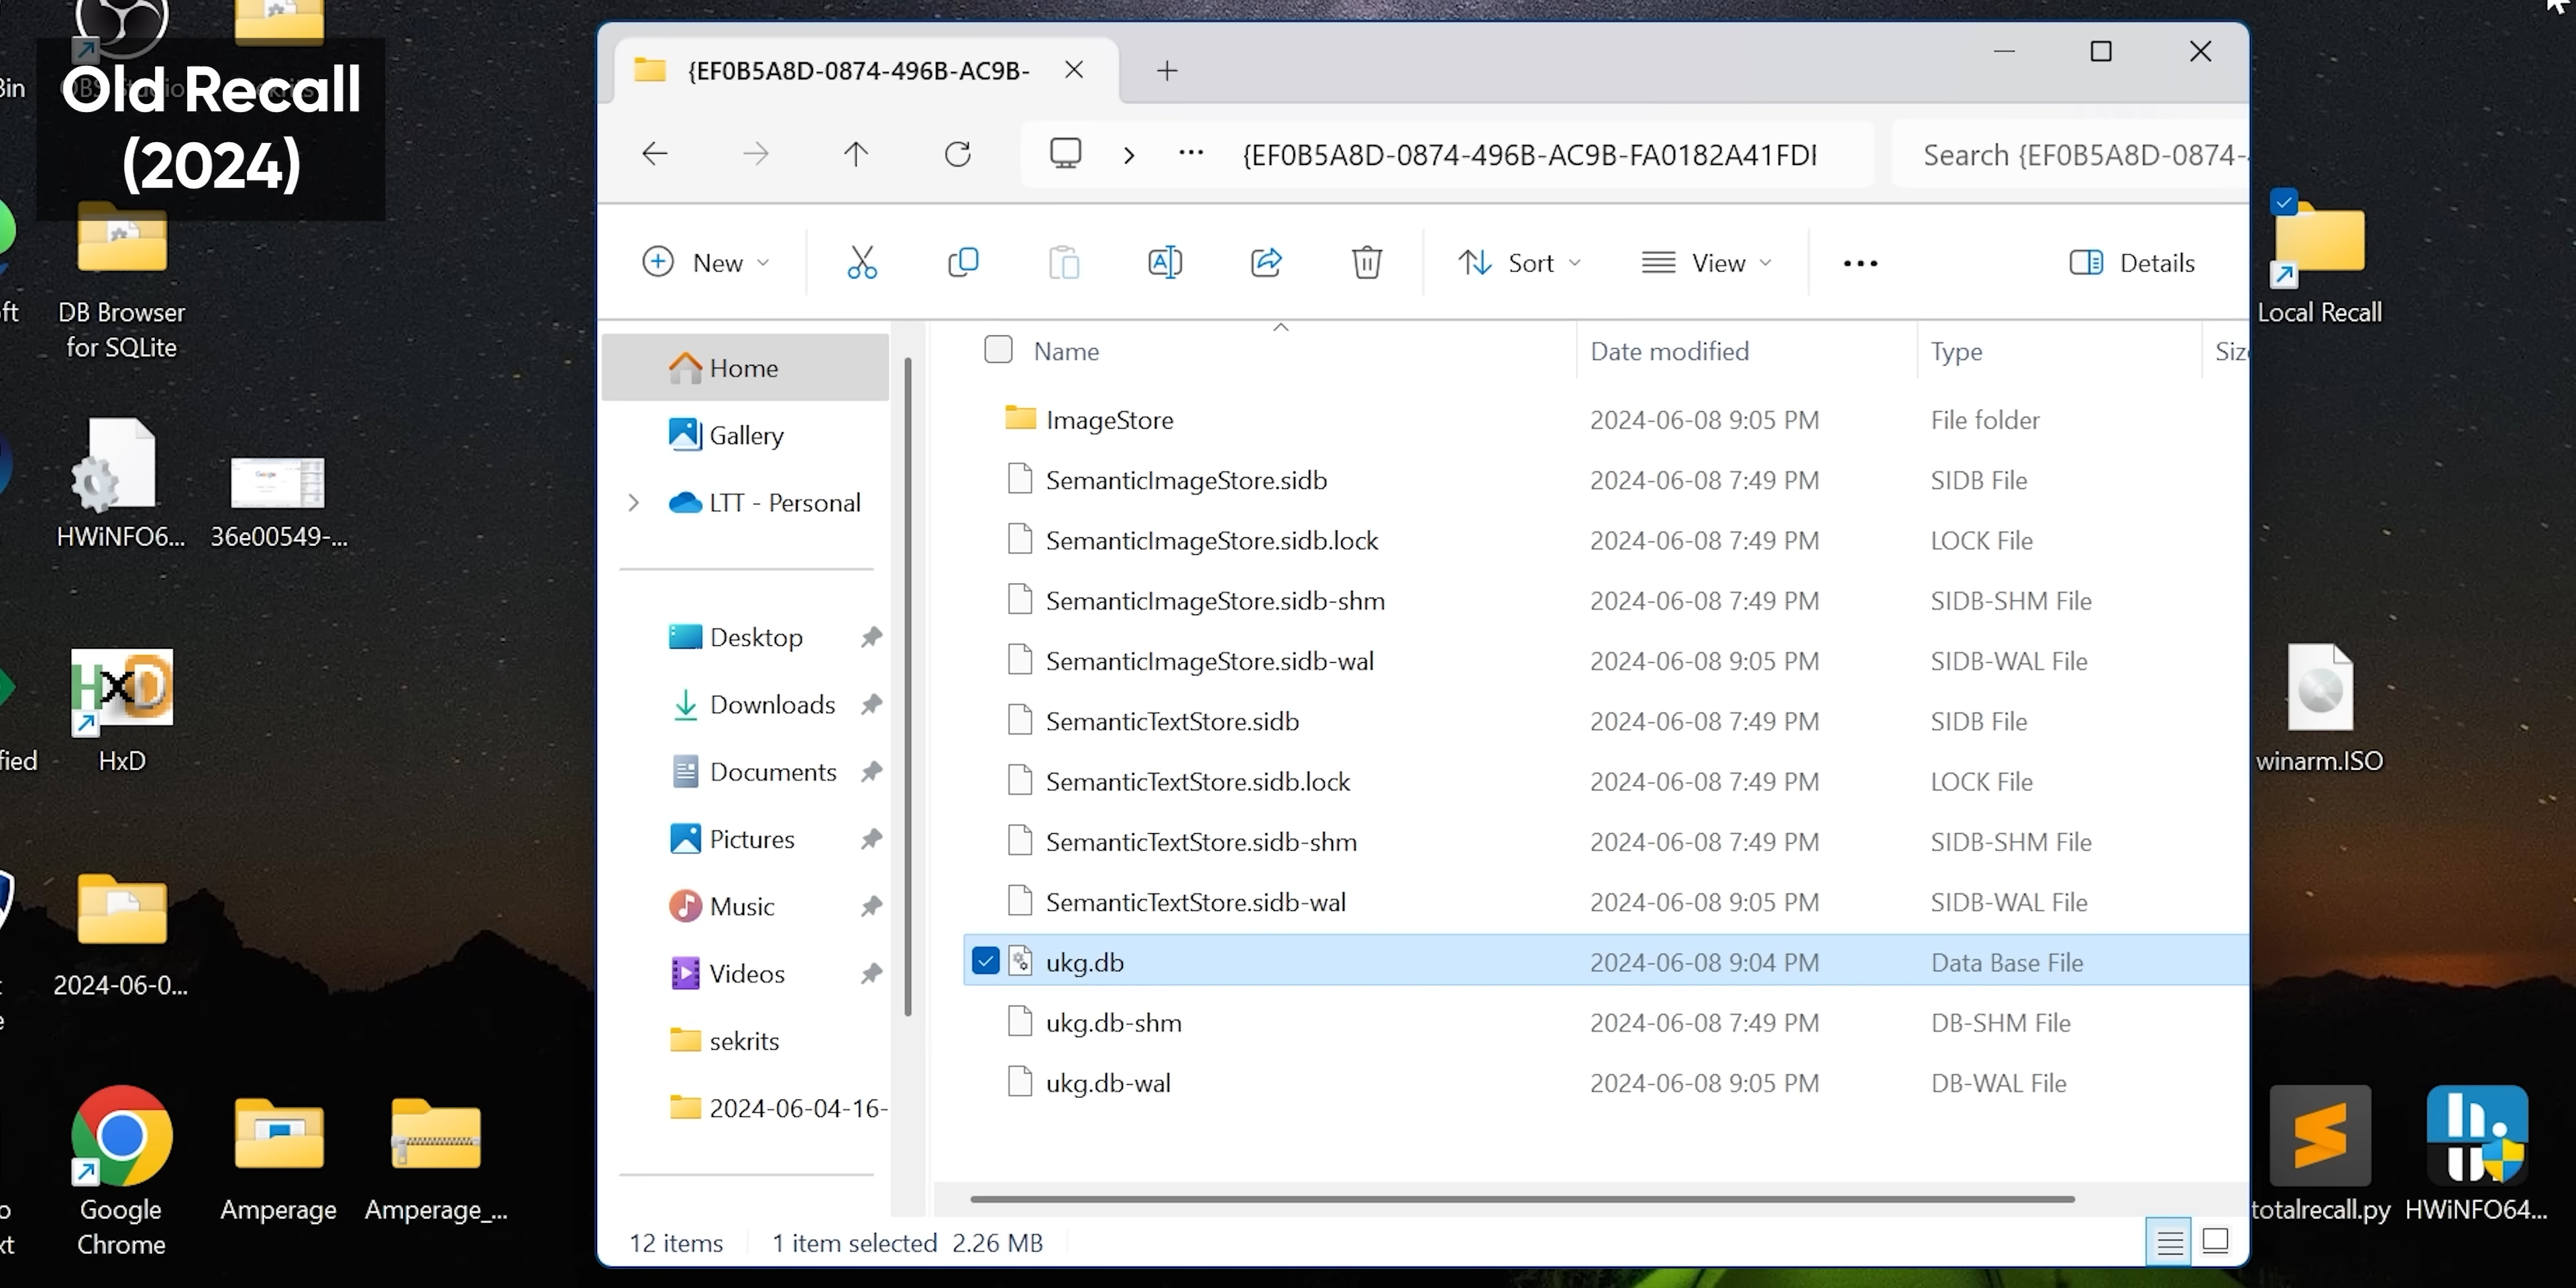 Old Recall
(2024)
Bin
DB Browser
for SQLite
HWiNFO6...
36e00549-...
HxD
2024-06-0...
Google
Chrome
Amperage
Amperage_...
{EF0B5A8D-0874-496B-AC9B-
{EF0B5A8D-0874-496B-AC9B-FA0182A41FD
Search {EF0B5A8D-0874-
New
Sort
View
Details
Home
Gallery
LTT - Personal
Desktop
Downloads
Documents
Pictures
Music
Videos
sekrits
2024-06-04-16-
Name Date modified Type Size
ImageStore 2024-06-08 9:05 PM File folder
SemanticImageStore.sidb 2024-06-08 7:49 PM SIDB File
SemanticImageStore.sidb.lock 2024-06-08 7:49 PM LOCK File
SemanticImageStore.sidb-shm 2024-06-08 7:49 PM SIDB-SHM File
SemanticImageStore.sidb-wal 2024-06-08 9:05 PM SIDB-WAL File
SemanticTextStore.sidb 2024-06-08 7:49 PM SIDB File
SemanticTextStore.sidb.lock 2024-06-08 7:49 PM LOCK File
SemanticTextStore.sidb-shm 2024-06-08 7:49 PM SIDB-SHM File
SemanticTextStore.sidb-wal 2024-06-08 9:05 PM SIDB-WAL File
ukg.db 2024-06-08 9:04 PM Data Base File
ukg.db-shm 2024-06-08 7:49 PM DB-SHM File
ukg.db-wal 2024-06-08 9:05 PM DB-WAL File
12 items 1 item selected 2.26 MB
Local Recall
winarm.ISO
totalrecall.py
HWiNFO64...